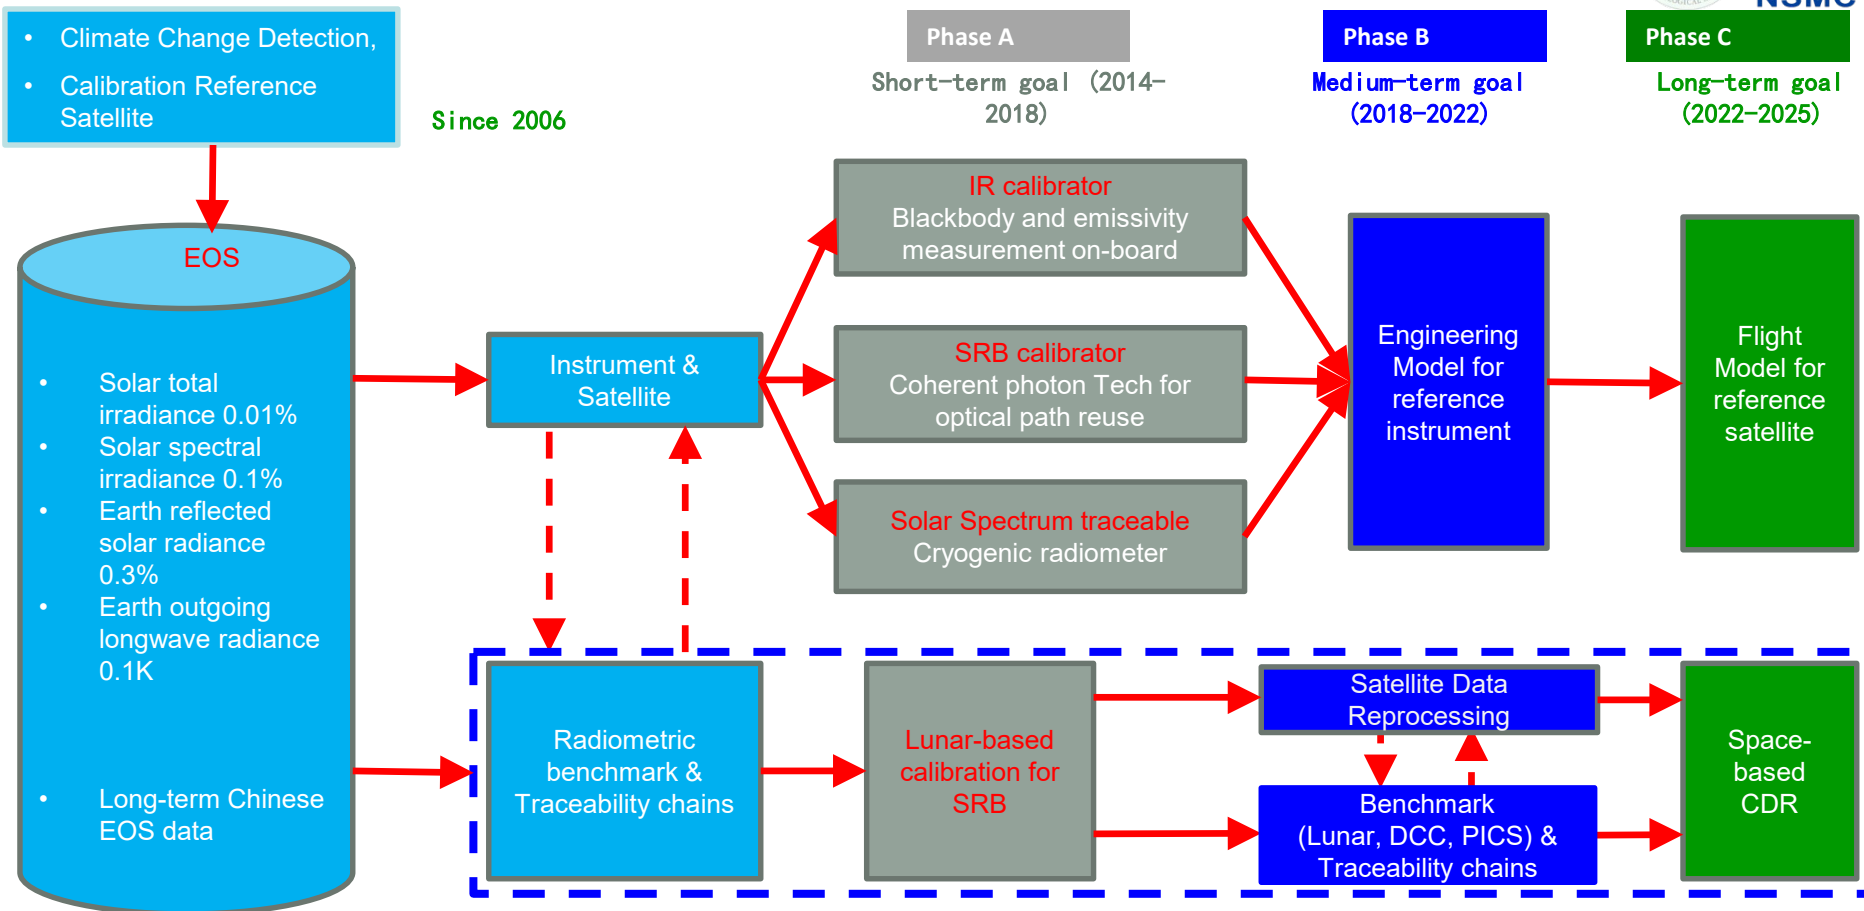 NSMC
• Climate Change Detection,
• Calibration Reference
Satellite
Since 2006
Phase A
Short-term goal (2014-
2018)
Phase B
Medium-term goal
(2018-2022)
Phase C
Long-term goal
(2022-2025)
EOS
• Solar total
irradiance 0.01%
• Solar spectral
irradiance 0.1%
• Earth reflected
solar radiance
0.3%
• Earth outgoing
longwave radiance
0.1K
• Long-term Chinese
EOS data
Instrument &
Satellite
IR calibrator
Blackbody and emissivity
measurement on-board
SRB calibrator
Coherent photon Tech for
optical path reuse
Solar Spectrum traceable
Cryogenic radiometer
Engineering
Model for
reference
instrument
Flight
Model for
reference
satellite
Radiometric
benchmark &
Traceability chains
Lunar-based
calibration for
SRB
Satellite Data
Reprocessing
Benchmark
(Lunar, DCC, PICS) &
Traceability chains
Space-
based
CDR